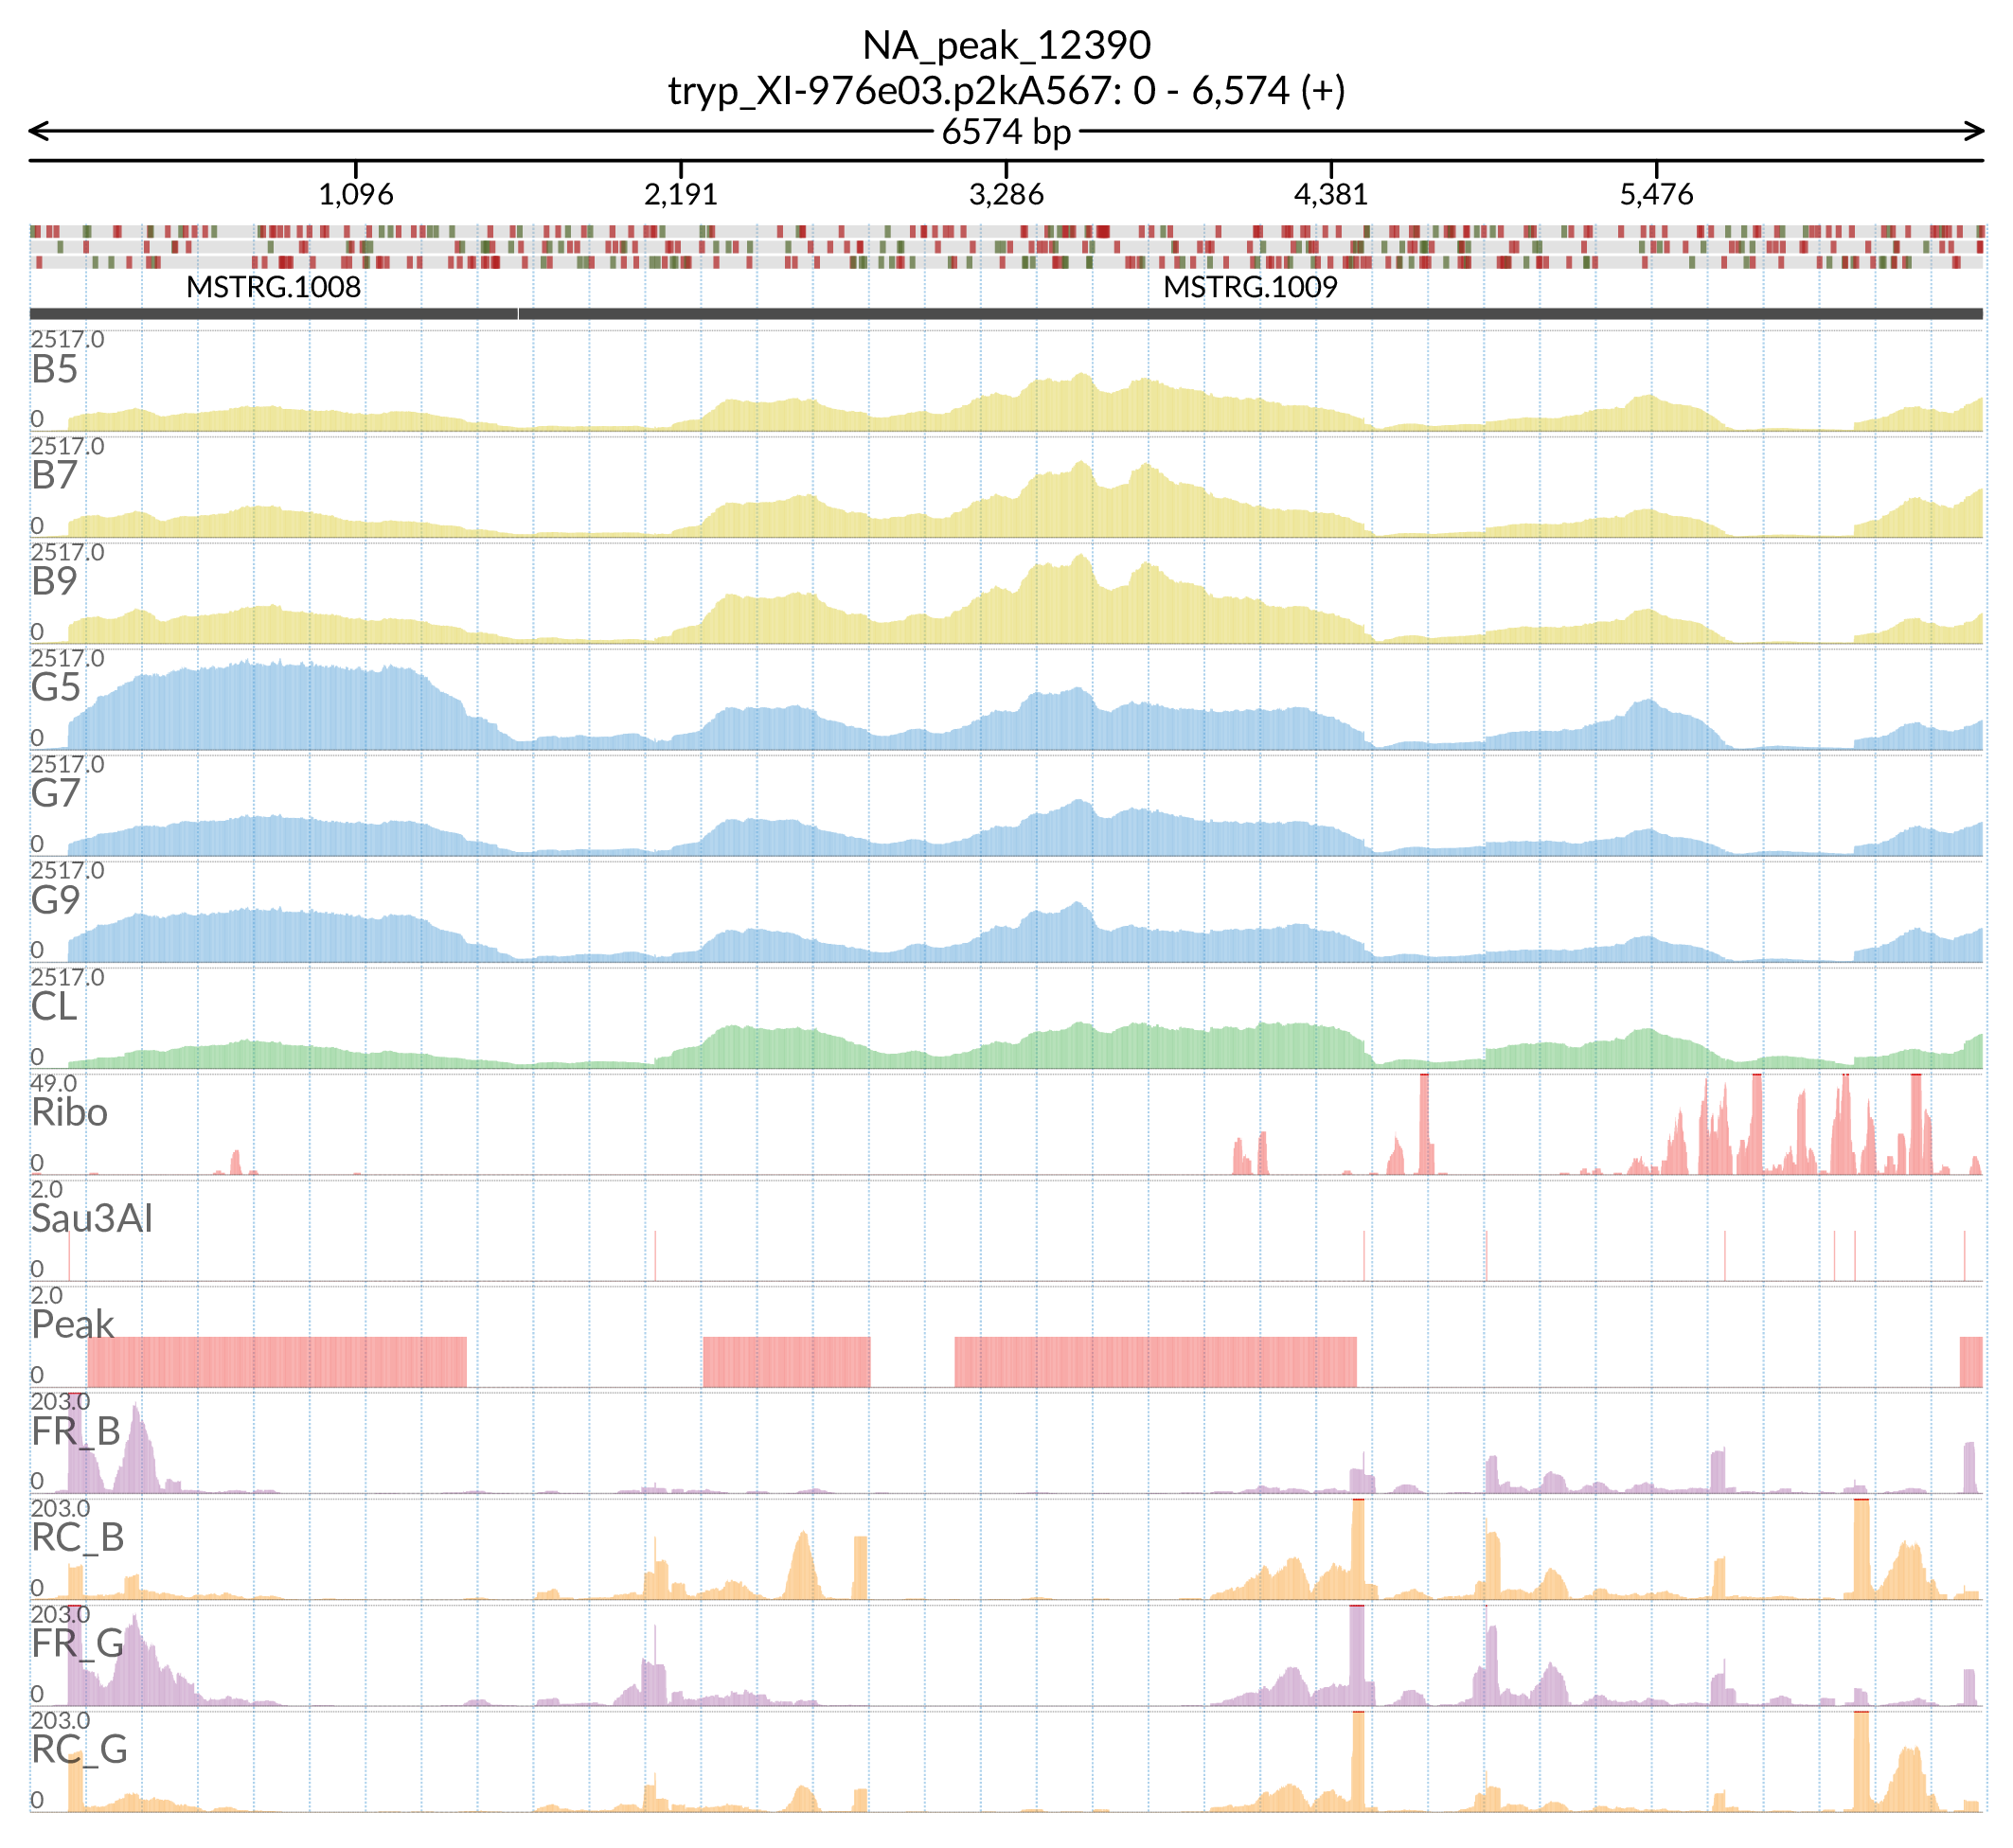 NA_peak_12390
tryp_XI-976e03.p2kA567: 0 - 6,574 (+)
6574 bp
1,096 2,191 3,286 4,381 5,476
MSTRG.1008 MSTRG.1009
2517.0
B5
0
2517.0
B7
0
2517.0
B9
0
2517.0
G5
0
2517.0
G7
0
2517.0
G9
0
2517.0
CL
0
49.0
Ribo
0
2.0
Sau3AI
0
2.0
Peak
0
203.0
FR_B
0
203.0
RC_B
0
203.0
FR_G
0
203.0
RC_G
0